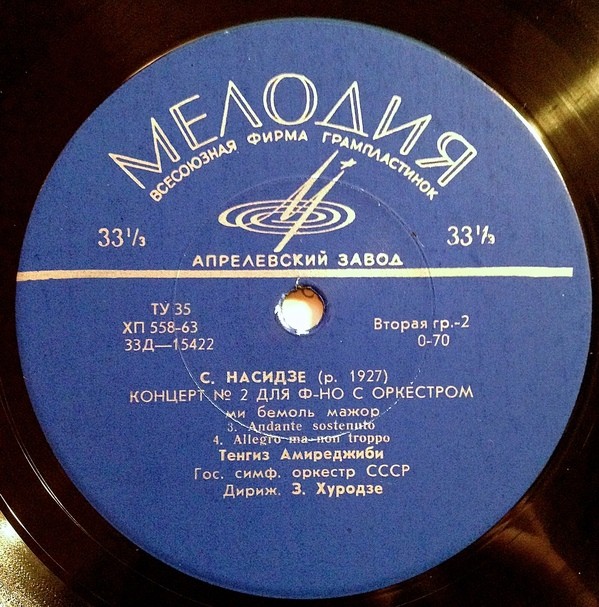 МЕЛОДИЯ
ВСЕСОЮЗНАЯ ФИРМА ГРАМПЛАСТИНОК
33⅓ 33⅓
АПРЕЛЕВСКИЙ ЗАВОД
ТУ 35
ХП 558-63
33Д—15422
Вторая гр.-2
0-70
С. НАСИДЗЕ (р. 1927)
КОНЦЕРТ № 2 ДЛЯ Ф-НО С ОРКЕСТРОМ
ми бемоль мажор
3. Andante sostenuto
4. Allegro ma non troppo
Тенгиз Амиреджиби
Гос. симф. оркестр СССР
Дириж. З. Хуродзе